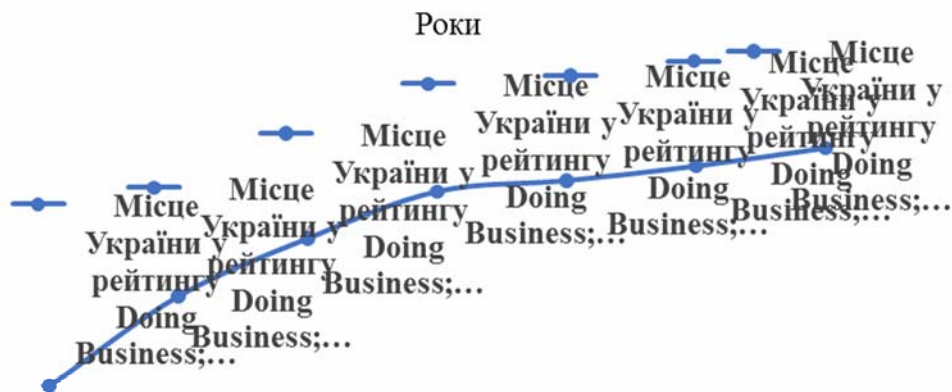 Роки
Місце
України у
рейтингу
Doing
Business;…
Місце
України у
рейтингу
Doing
Business;…
Місце
України у
рейтингу
Doing
Business;…
Місце
України у
рейтингу
Doing
Business;…
Місце
України у
рейтингу
Doing
Business;…
Місце
України у
рейтингу
Doing
Business;…
Місце
України у
рейтингу
Doing
Business;…